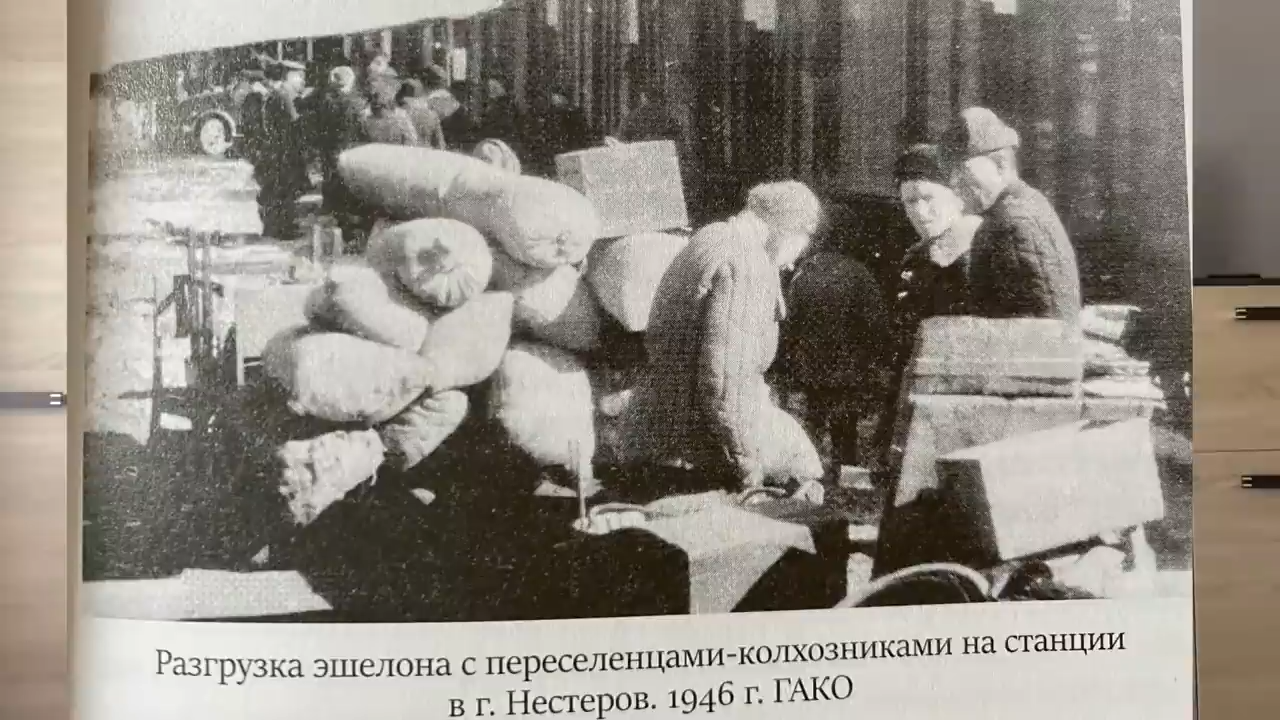 Разгрузка эшелона с переселенцами-колхозниками на станции
в г. Нестеров. 1946 г. ГАКО